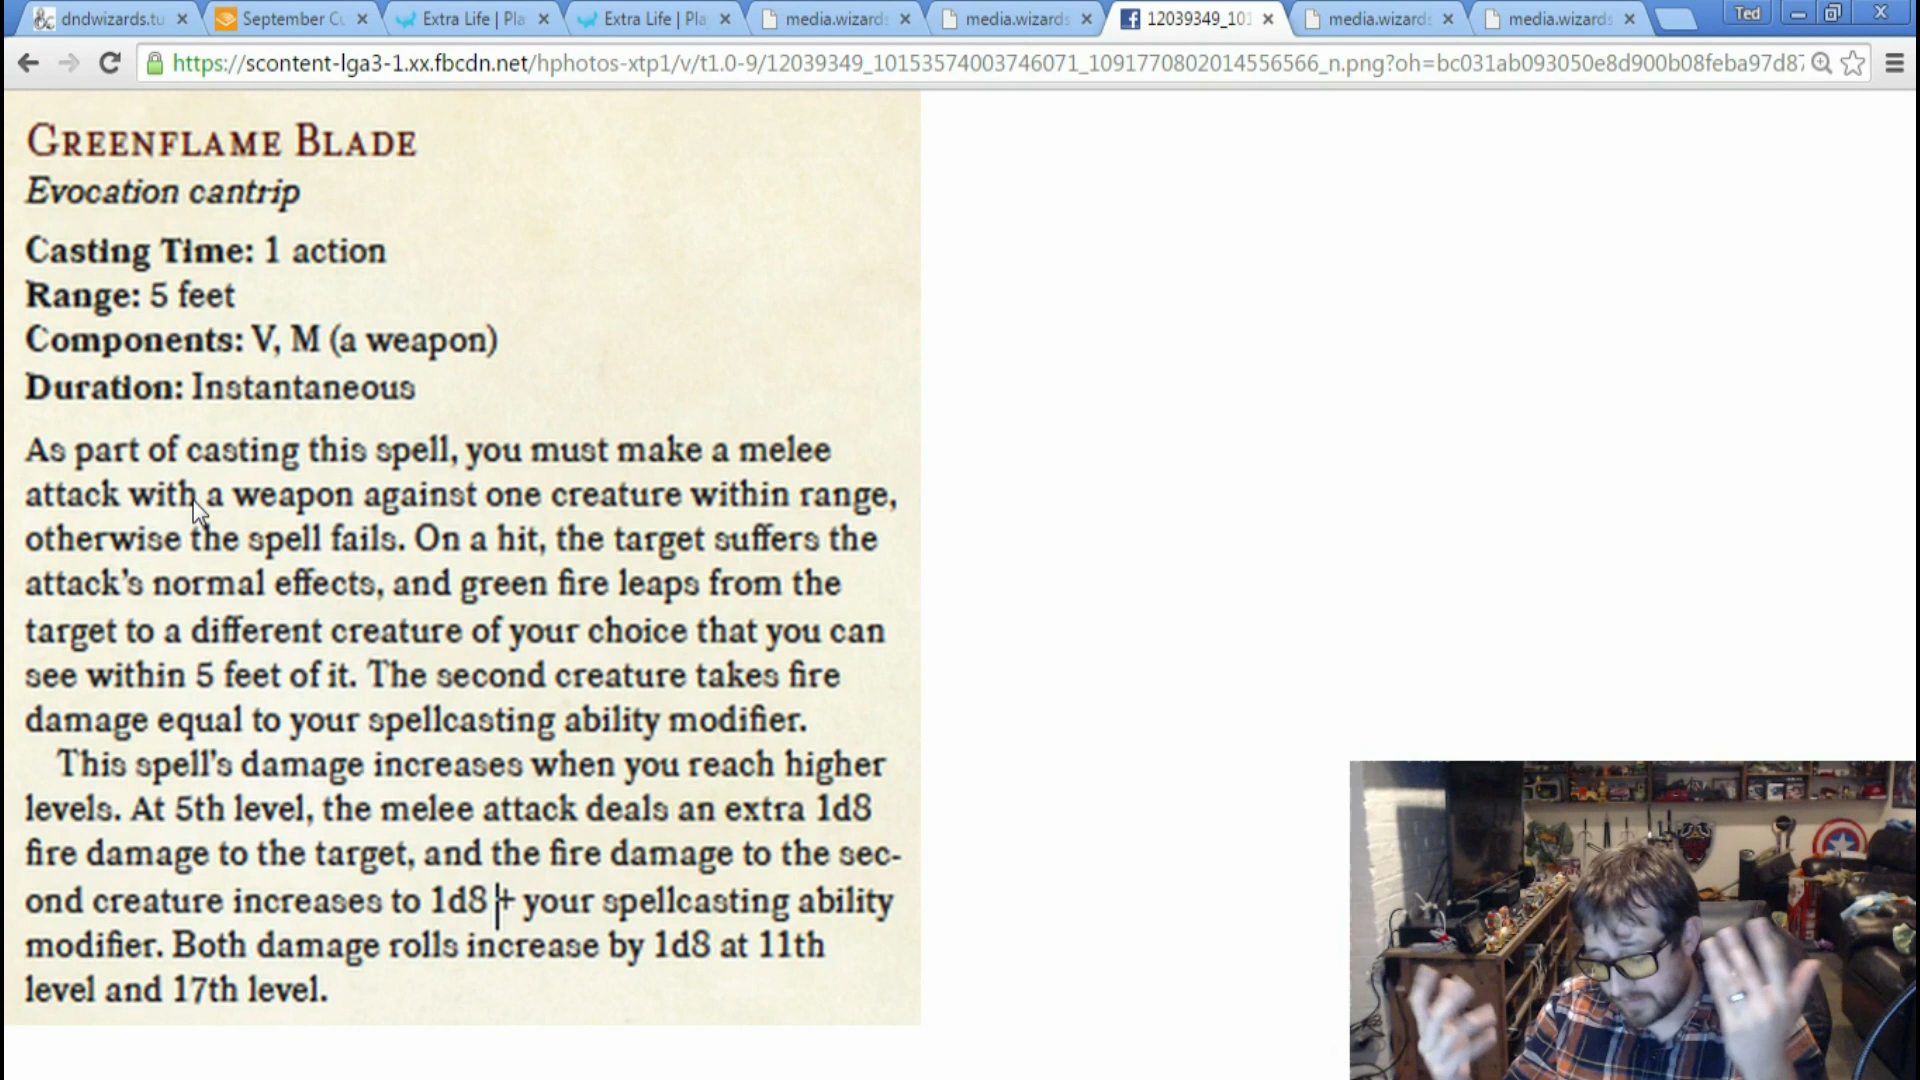 dndwizards.tu
September Cu
Extra Life | Pla
Extra Life | Pla
media.wizards
media.wizards
12039349_101
media.wizards
media.wizards
Ted
https://scontent-lga3-1.xx.fbcdn.net/hphotos-xtp1/v/t1.0-9/12039349_10153574003746071_1091770802014556566_n.png?oh=bc031ab093050e8d900b08feba97d87
GREENFLAME BLADE
Evocation cantrip
Casting Time: 1 action
Range: 5 feet
Components: V, M (a weapon)
Duration: Instantaneous
As part of casting this spell, you must make a melee
attack with a weapon against one creature within range,
otherwise the spell fails. On a hit, the target suffers the
attack's normal effects, and green fire leaps from the
target to a different creature of your choice that you can
see within 5 feet of it. The second creature takes fire
damage equal to your spellcasting ability modifier.
This spell's damage increases when you reach higher
levels. At 5th level, the melee attack deals an extra 1d8
fire damage to the target, and the fire damage to the sec-
ond creature increases to 1d8 + your spellcasting ability
modifier. Both damage rolls increase by 1d8 at 11th
level and 17th level.